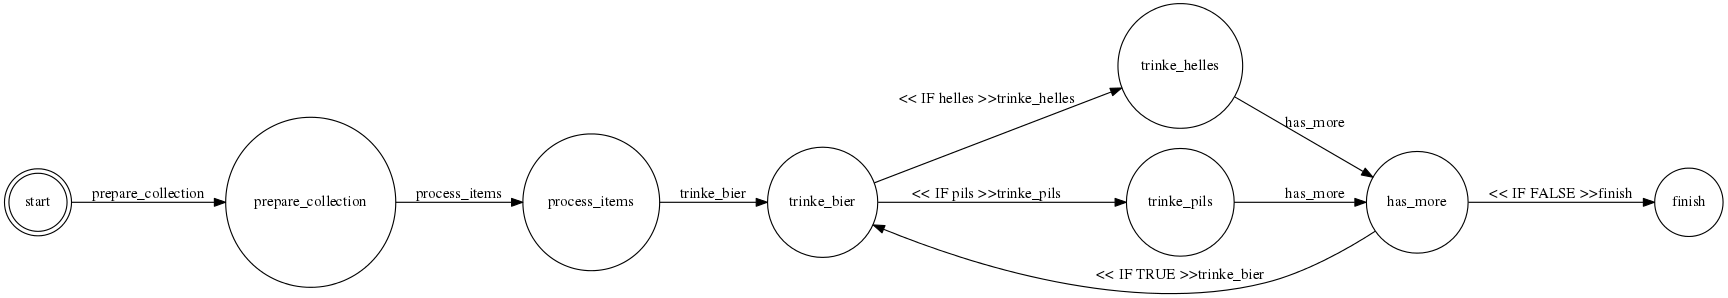 start
prepare_collection
prepare_collection
process_items
process_items
trinke_bier
trinke_bier
<< IF helles >>trinke_helles
trinke_helles
has_more
<< IF pils >>trinke_pils
trinke_pils
has_more
has_more
<< IF TRUE >>trinke_bier
<< IF FALSE >>finish
finish